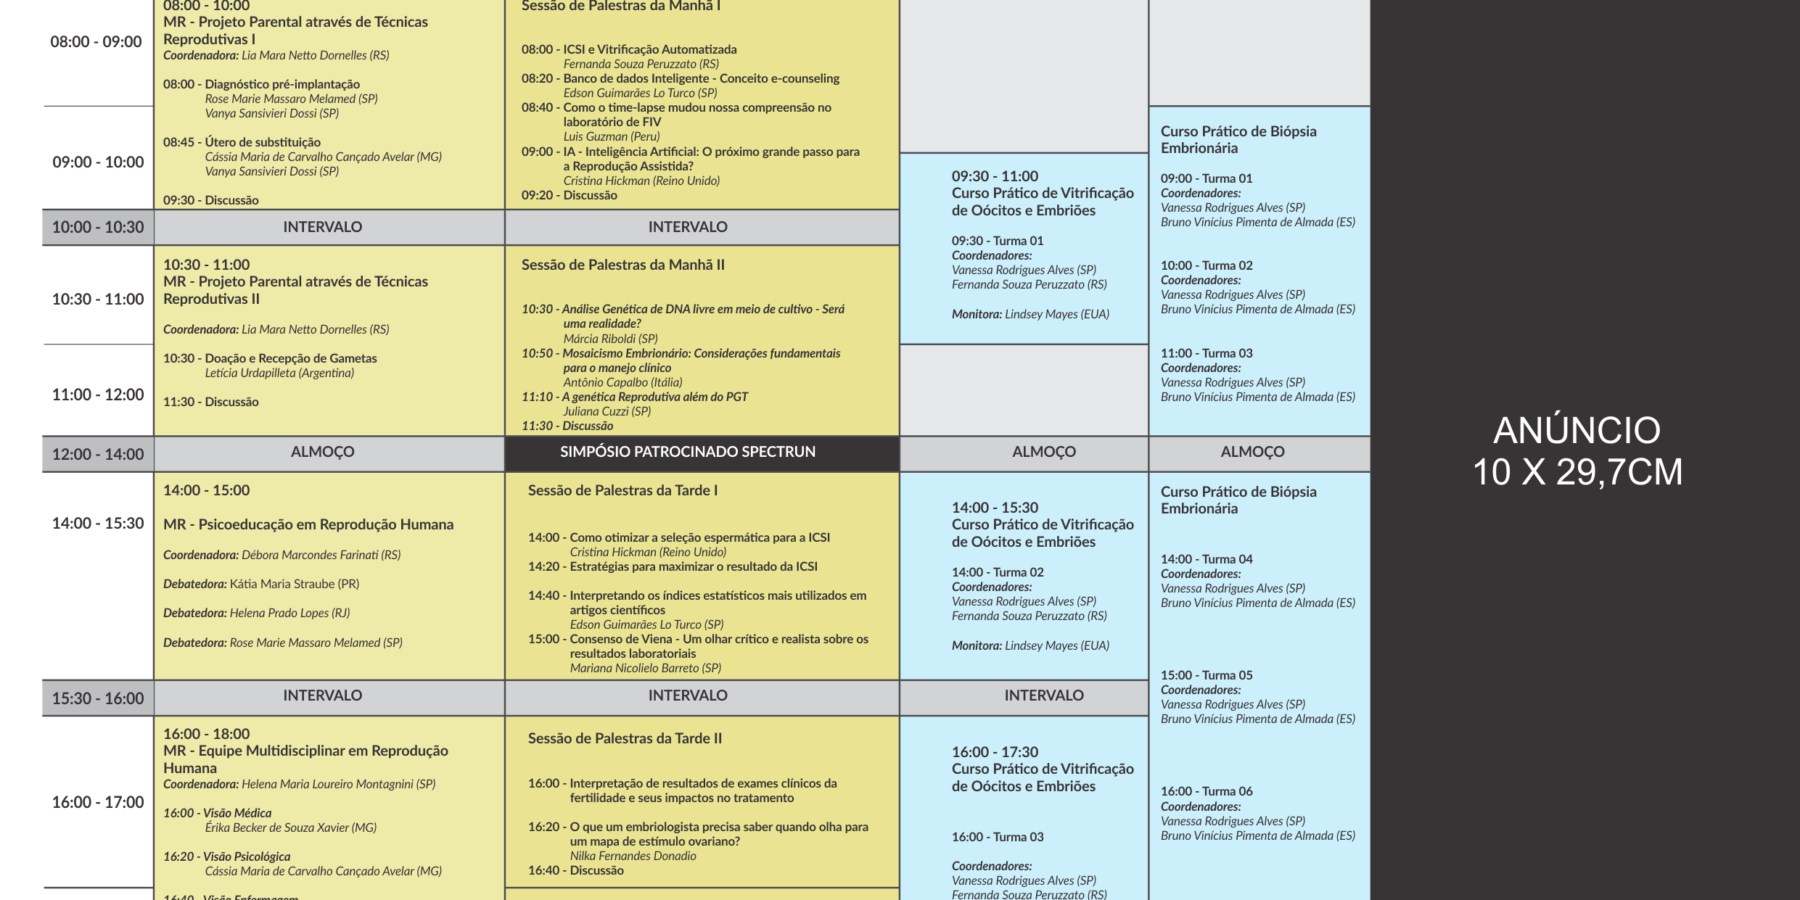 08:00 - 09:00
09:00 - 10:00
10:00 - 10:30
10:30 - 11:00
11:00 - 12:00
12:00 - 14:00
14:00 - 15:30
15:30 - 16:00
16:00 - 17:00
08:00 - 10:00
MR - Projeto Parental através de Técnicas
Reprodutivas I
Coordenadora: Lia Mara Netto Dornelles (RS)
08:00 - Diagnóstico pré-implantação
Rose Marie Massaro Melamed (SP)
Vanya Sansivieri Dossi (SP)
08:45 - Útero de substituição
Cássia Maria de Carvalho Cançado Avelar (MG)
Vanya Sansivieri Dossi (SP)
09:30 - Discussão
INTERVALO
10:30 - 11:00
MR - Projeto Parental através de Técnicas
Reprodutivas II
Coordenadora: Lia Mara Netto Dornelles (RS)
10:30 - Doação e Recepção de Gametas
Letícia Urdapilleta (Argentina)
11:30 - Discussão
ALMOÇO
14:00 - 15:00
MR - Psicoeducação em Reprodução Humana
Coordenadora: Débora Marcondes Farinati (RS)
Debatedora: Kátia Maria Straube (PR)
Debatedora: Helena Prado Lopes (RJ)
Debatedora: Rose Marie Massaro Melamed (SP)
INTERVALO
16:00 - 18:00
MR - Equipe Multidisciplinar em Reprodução
Humana
Coordenadora: Helena Maria Loureiro Montagnini (SP)
16:00 - Visão Médica
Érika Becker de Souza Xavier (MG)
16:20 - Visão Psicológica
Cássia Maria de Carvalho Cançado Avelar (MG)
16:40 - Visão Enfermagem
Sessão de Palestras da Manhã I
08:00 - ICSI e Vitrificação Automatizada
Fernanda Souza Peruzzato (RS)
08:20 - Banco de dados Inteligente - Conceito e-counseling
Edson Guimarães Lo Turco (SP)
08:40 - Como o time-lapse mudou nossa compreensão no
laboratório de FIV
Luis Guzman (Peru)
09:00 - IA - Inteligência Artificial: O próximo grande passo para
a Reprodução Assistida?
Cristina Hickman (Reino Unido)
09:20 - Discussão
INTERVALO
Sessão de Palestras da Manhã II
10:30 - Análise Genética de DNA livre em meio de cultivo - Será
uma realidade?
Márcia Riboldi (SP)
10:50 - Mosaicismo Embrionário: Considerações fundamentais
para o manejo clínico
Antônio Capalbo (Itália)
11:10 - A genética Reprodutiva além do PGT
Juliana Cuzzi (SP)
11:30 - Discussão
SIMPÓSIO PATROCINADO SPECTRUN
Sessão de Palestras da Tarde I
14:00 - Como otimizar a seleção espermática para a ICSI
Cristina Hickman (Reino Unido)
14:20 - Estratégias para maximizar o resultado da ICSI
14:40 - Interpretando os índices estatísticos mais utilizados em
artigos científicos
Edson Guimarães Lo Turco (SP)
15:00 - Consenso de Viena - Um olhar crítico e realista sobre os
resultados laboratoriais
Mariana Nicolielo Barreto (SP)
INTERVALO
Sessão de Palestras da Tarde II
16:00 - Interpretação de resultados de exames clínicos da
fertilidade e seus impactos no tratamento
16:20 - O que um embriologista precisa saber quando olha para
um mapa de estímulo ovariano?
Nilka Fernandes Donadio
16:40 - Discussão
09:30 - 11:00
Curso Prático de Vitrificação
de Oócitos e Embriões
09:30 - Turma 01
Coordenadores:
Vanessa Rodrigues Alves (SP)
Fernanda Souza Peruzzato (RS)
Monitora: Lindsey Mayes (EUA)
ALMOÇO
14:00 - 15:30
Curso Prático de Vitrificação
de Oócitos e Embriões
14:00 - Turma 02
Coordenadores:
Vanessa Rodrigues Alves (SP)
Fernanda Souza Peruzzato (RS)
Monitora: Lindsey Mayes (EUA)
INTERVALO
16:00 - 17:30
Curso Prático de Vitrificação
de Oócitos e Embriões
16:00 - Turma 03
Coordenadores:
Vanessa Rodrigues Alves (SP)
Fernanda Souza Peruzzato (RS)
Curso Prático de Biópsia
Embrionária
09:00 - Turma 01
Coordenadores:
Vanessa Rodrigues Alves (SP)
Bruno Vinícius Pimenta de Almada (ES)
10:00 - Turma 02
Coordenadores:
Vanessa Rodrigues Alves (SP)
Bruno Vinícius Pimenta de Almada (ES)
11:00 - Turma 03
Coordenadores:
Vanessa Rodrigues Alves (SP)
Bruno Vinícius Pimenta de Almada (ES)
ALMOÇO
Curso Prático de Biópsia
Embrionária
14:00 - Turma 04
Coordenadores:
Vanessa Rodrigues Alves (SP)
Bruno Vinícius Pimenta de Almada (ES)
15:00 - Turma 05
Coordenadores:
Vanessa Rodrigues Alves (SP)
Bruno Vinícius Pimenta de Almada (ES)
16:00 - Turma 06
Coordenadores:
Vanessa Rodrigues Alves (SP)
Bruno Vinícius Pimenta de Almada (ES)
ANÚNCIO
10 X 29,7CM